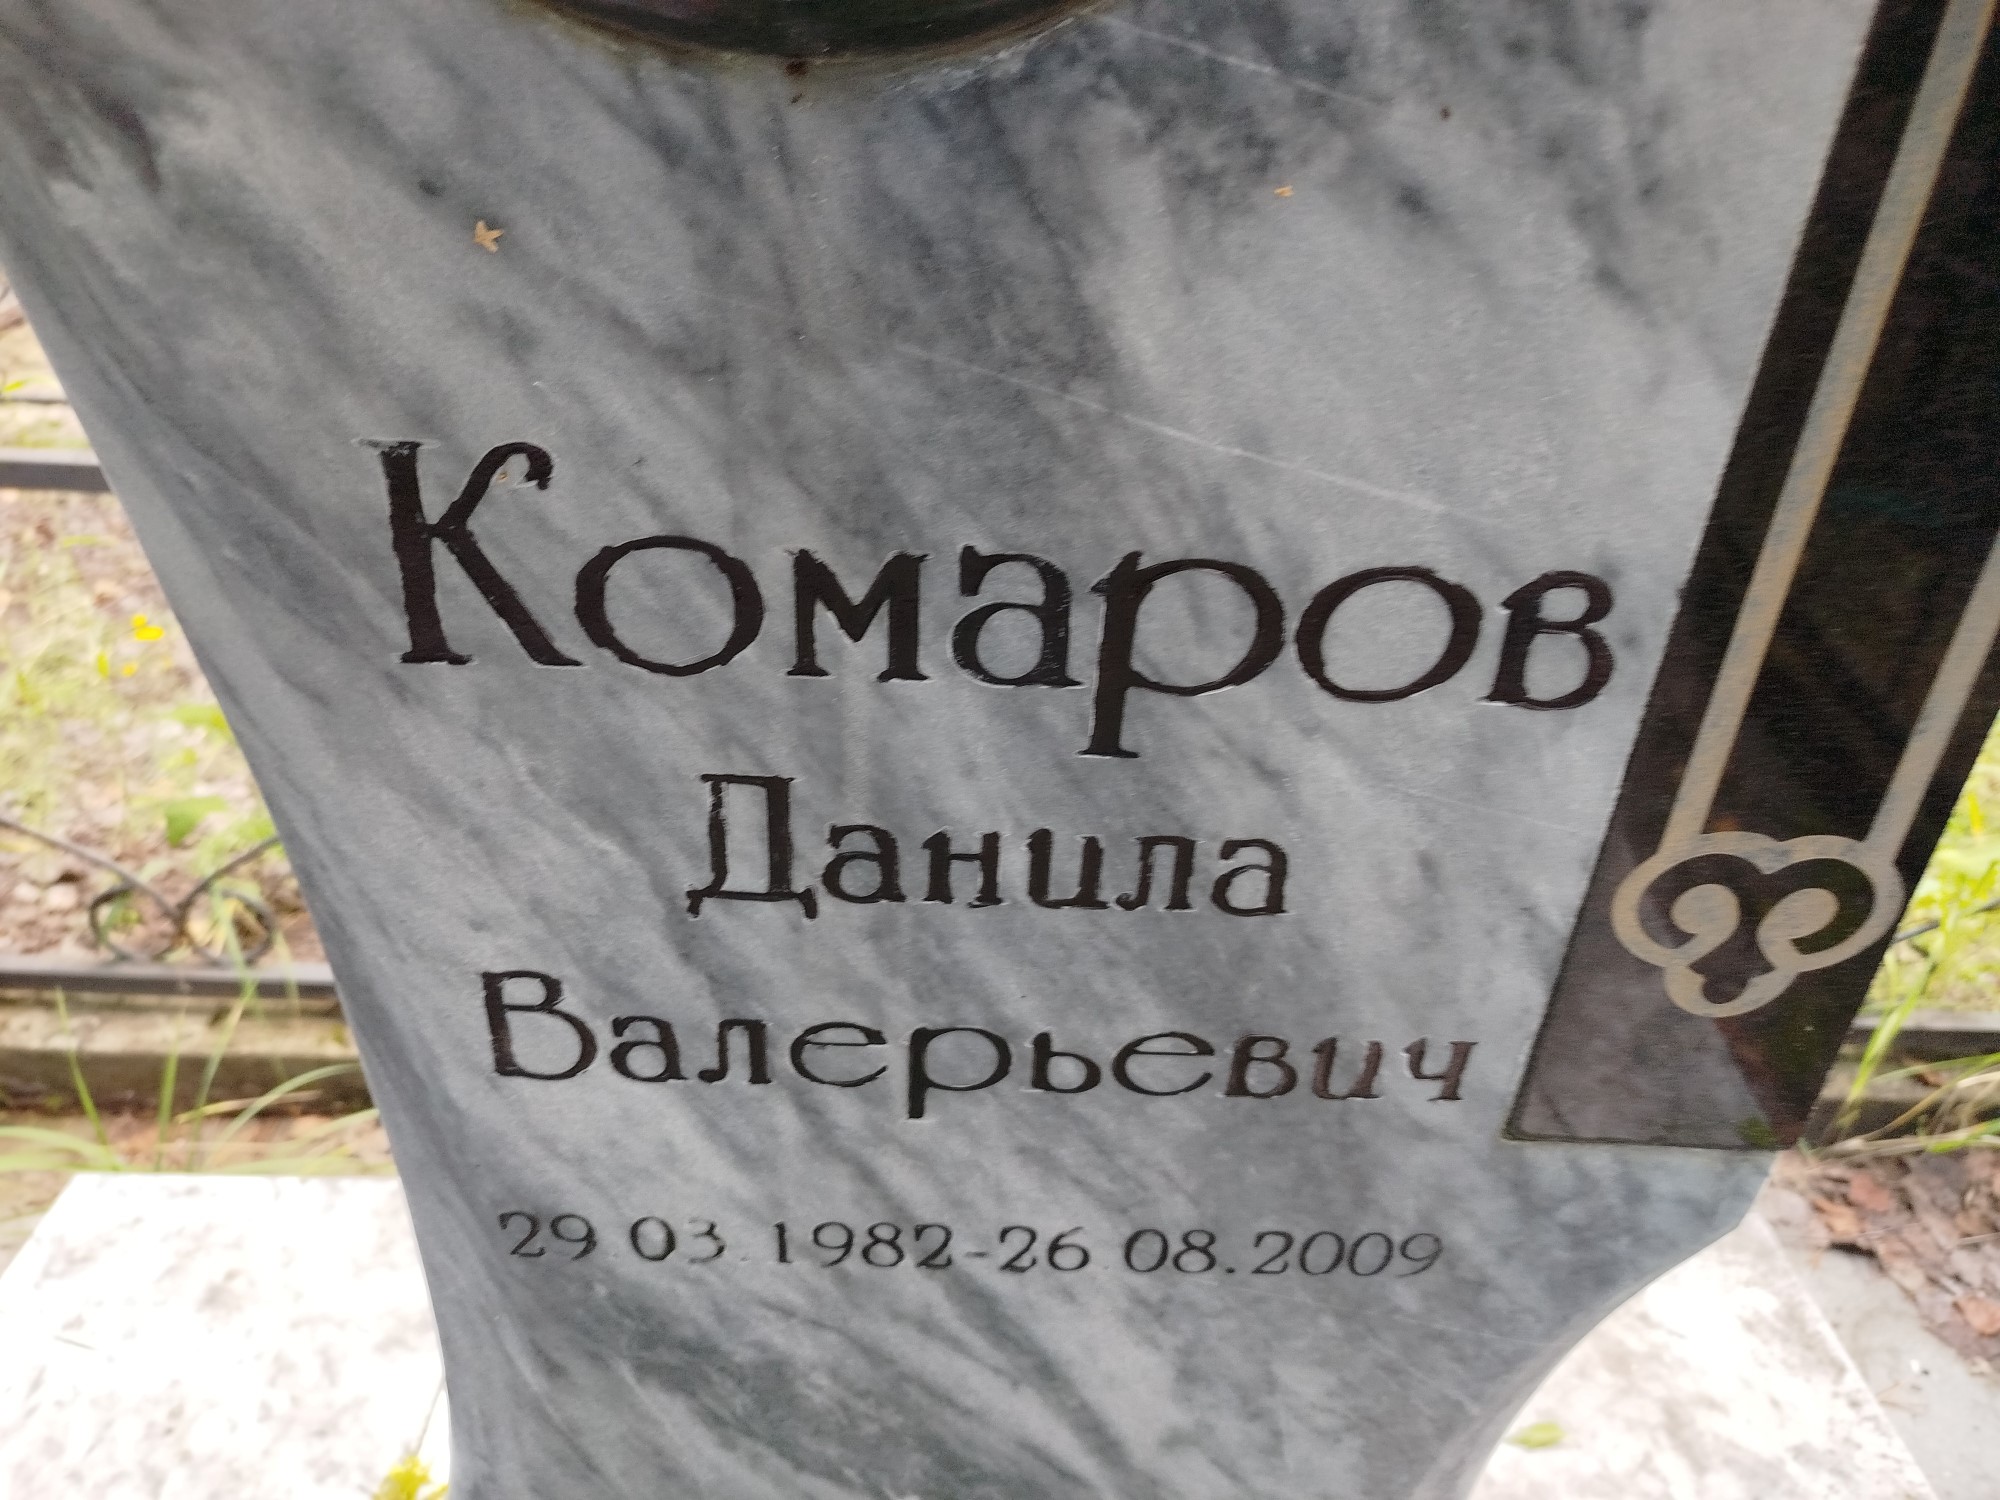 Комаров
Данила
Валерьевич
29.03.1982-26.08.2009